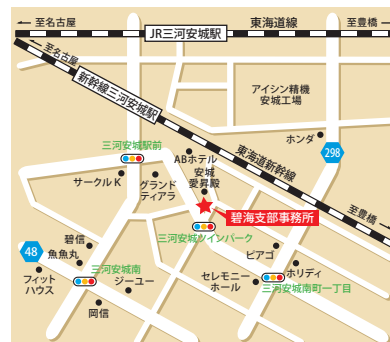 至名古屋
東海道線
至豊橋
JR三河安城駅
至名古屋
新幹線三河安城駅
アイシン精機
安城工場
ホンダ
298
三河安城駅前
ABホテル
東海道新幹線
サークルK
グランド
ティアラ
安城
愛昇殿
至豊橋
碧海支部事務所
三河安城ツインパーク
碧信
48
魚魚丸
ピアゴ
フィット
ハウス
三河安城南
ジーユー
セレモニー
ホール
ホリデイ
三河安城南町一丁目
岡信